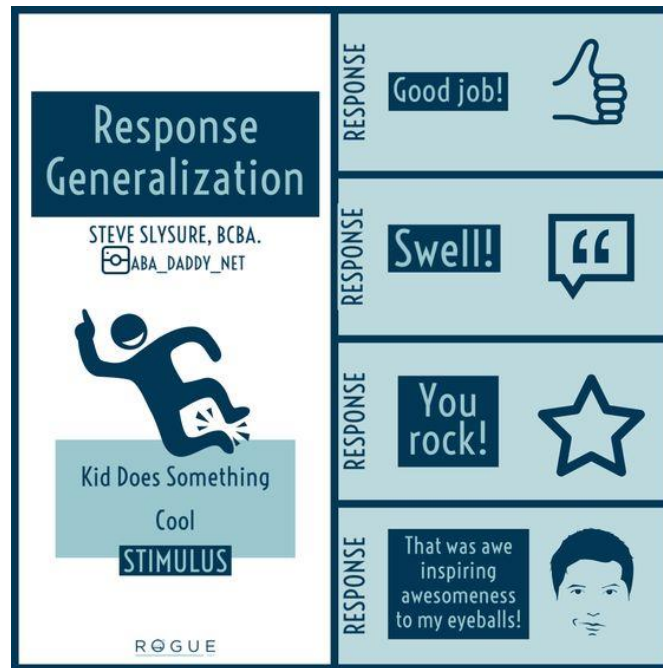 Response
Generalization
STEVE SLYSURE, BCBA.
ABA_DADDY_NET
Kid Does Something
Cool
STIMULUS
ROGUE
RESPONSE
Good job!
RESPONSE
Swell!
“
RESPONSE
You
rock!
RESPONSE
That was awe
inspiring
awesomeness
to my eyeballs!